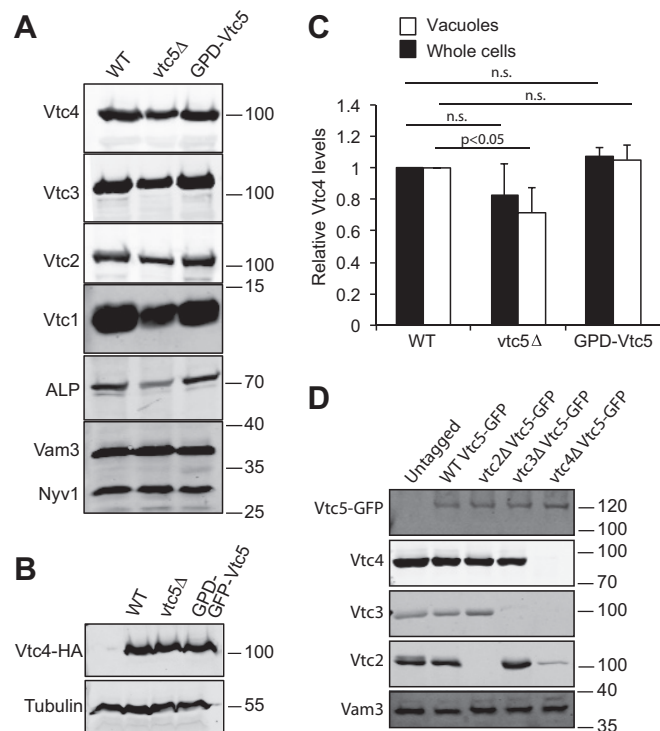 A
WT
vtc5Δ
GPD-Vtc5
Vtc4
100
Vtc3
100
Vtc2
100
15
Vtc1
ALP
70
40
Vam3
35
Nyv1
25
B
WT
vtc5Δ
GPD-
GFP-Vtc5
Vtc4-HA
100
Tubulin
55
C
Vacuoles
Whole cells
n.s.
n.s.
n.s.
p<0.05
Relative Vtc4 levels
1.4
1.2
1
0.8
0.6
0.4
0.2
0
WT
vtc5Δ
GPD-Vtc5
D
Untagged
WT Vtc5-GFP
vtc2Δ Vtc5-GFP
vtc3Δ Vtc5-GFP
vtc4Δ Vtc5-GFP
Vtc5-GFP
120
100
Vtc4
100
70
Vtc3
100
Vtc2
100
40
Vam3
35